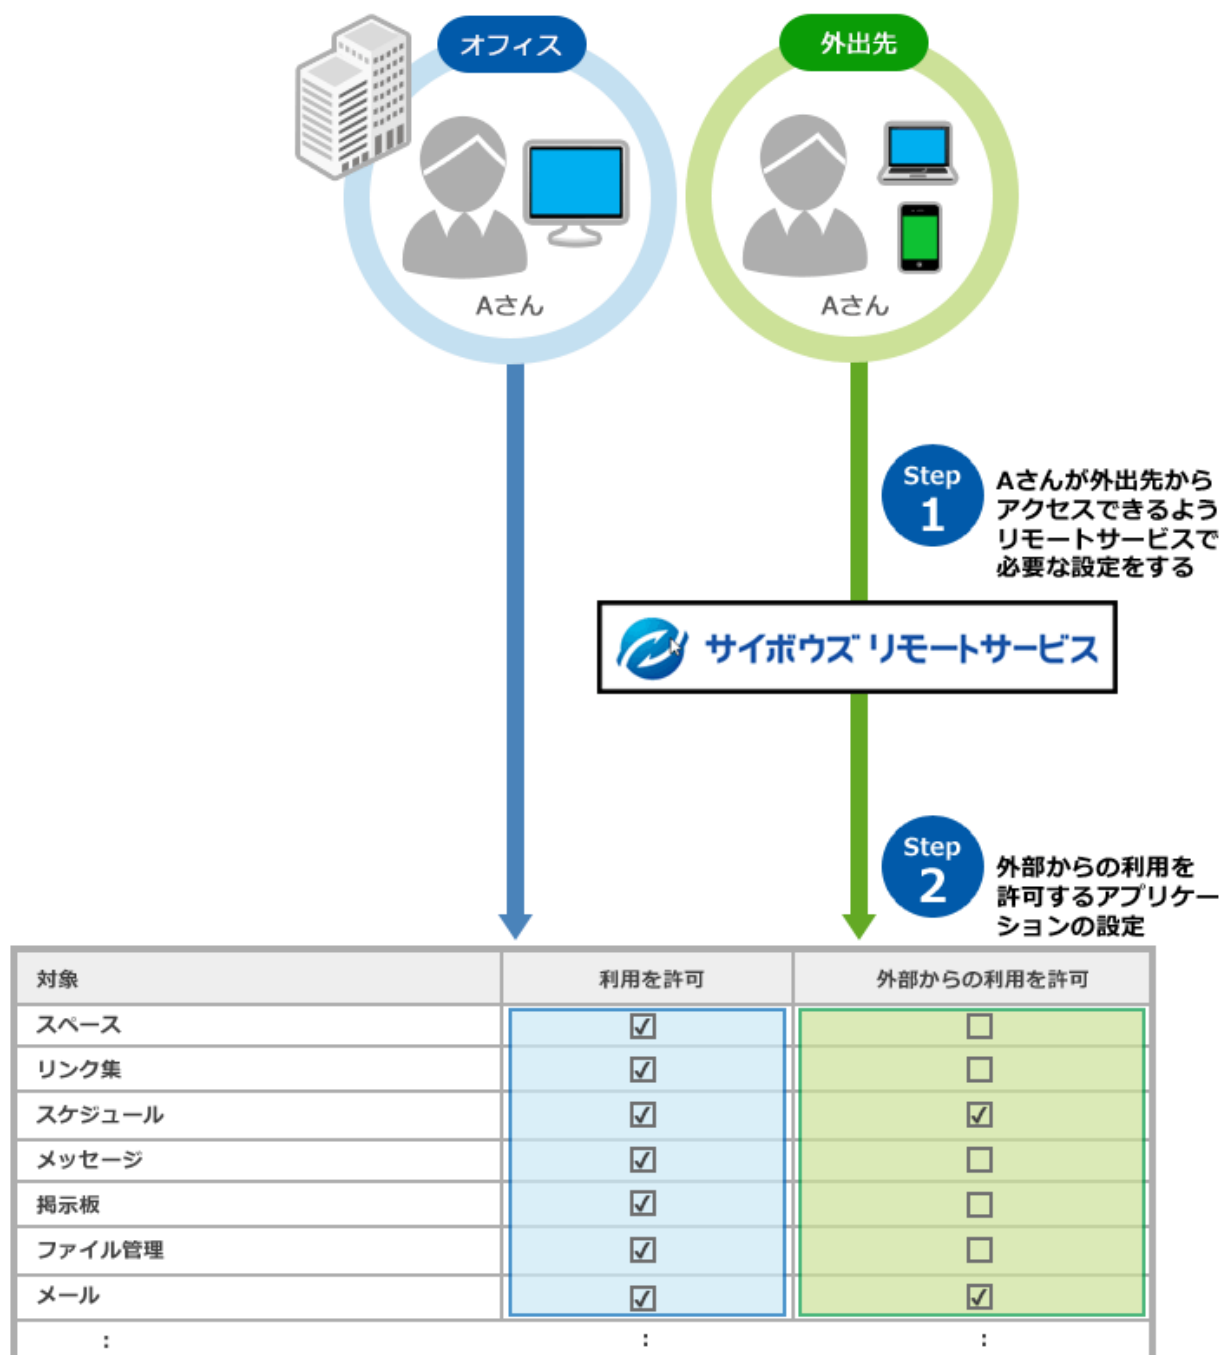 オフィス
外出先
Aさん
Aさん
Step
1
Aさんが外出先から
アクセスできるよう
リモートサービスで
必要な設定をする
サイボウズ リモートサービス
Step
2
外部からの利用を
許可するアプリケー
ションの設定
対象 利用を許可 外部からの利用を許可
スペース
リンク集
スケジュール
メッセージ
掲示板
ファイル管理
メール
: : :